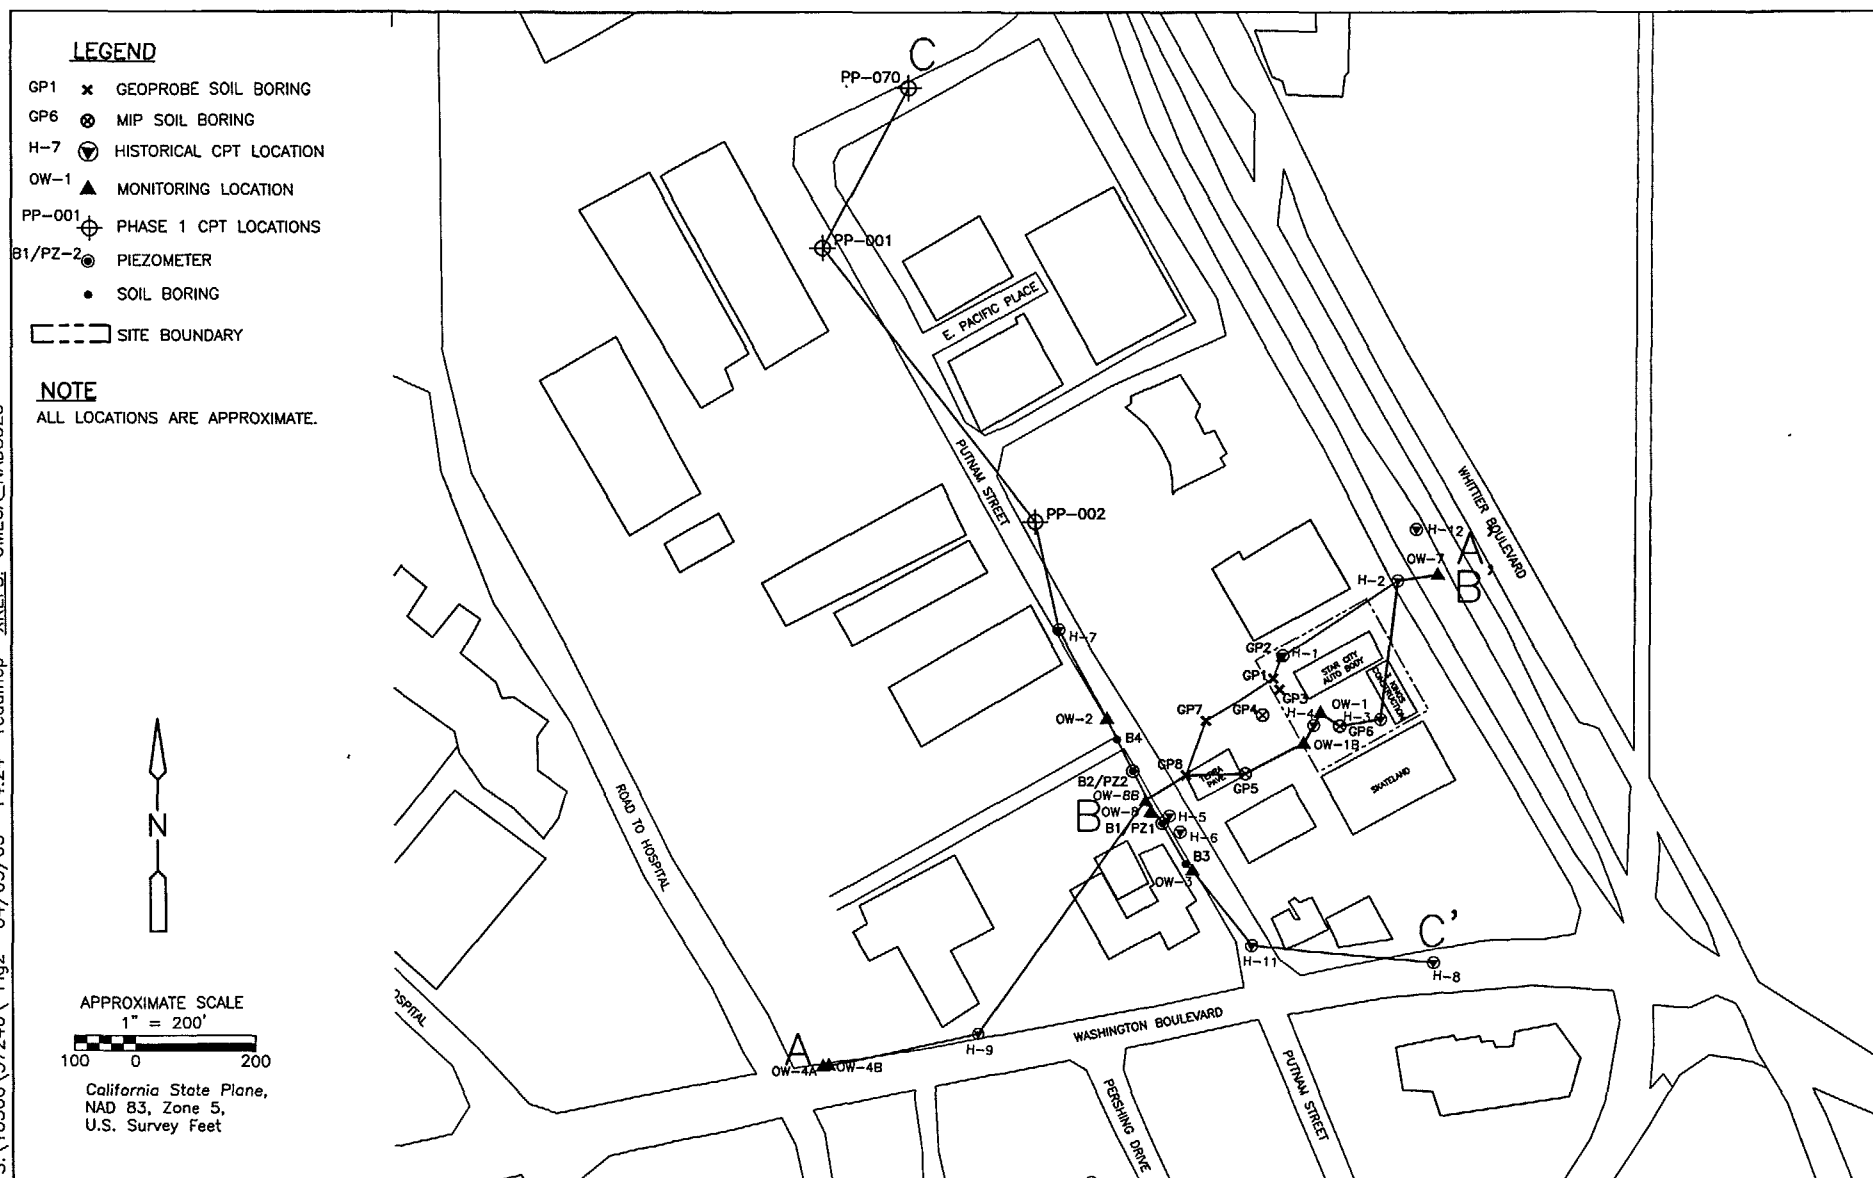 LEGEND
GP1 GEOPROBE SOIL BORING
GP6 MIP SOIL BORING
H-7 HISTORICAL CPT LOCATION
OW-1 MONITORING LOCATION
PP-001 PHASE 1 CPT LOCATIONS
B1/PZ-2 PIEZOMETER
SOIL BORING
SITE BOUNDARY
NOTE
ALL LOCATIONS ARE APPROXIMATE.
N
APPROXIMATE SCALE
1" = 200'
100 0 200
California State Plane,
NAD 83, Zone 5,
U.S. Survey Feet
C
PP-070
PP-001
E. PACIFIC PLACE
PUTNAM STREET
PP-002
WHITTIER BOULEVARD
H-12
A'
OW-7
B'
H-2
H-7
GP2
H-1
GP1
GP3
STAR CITY
AUTO BODY
KINGS
CONSTRUCTION
GP7
GP4
H-4
OW-1
H-3
GP6
OW-1B
OW-2
B4
GP8
TERRA
PAVE
GP5
SKATELAND
B2/PZ2
OW-8B
B
OW-8
B1/PZ1
H-5
H-6
B3
OW-3
ROAD TO HOSPITAL
C'
H-11
H-8
WASHINGTON BOULEVARD
H-9
A
OW-4A
OW-4B
OSPITAL
PERSHING DRIVE
PUTNAM STREET